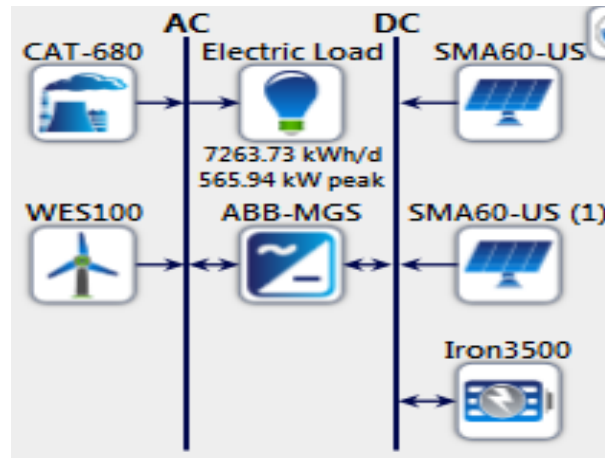 AC DC
CAT-680 Electric Load SMA60-US
7263.73 kWh/d
565.94 kW peak
WES100 ABB-MGS SMA60-US (1)
Iron3500